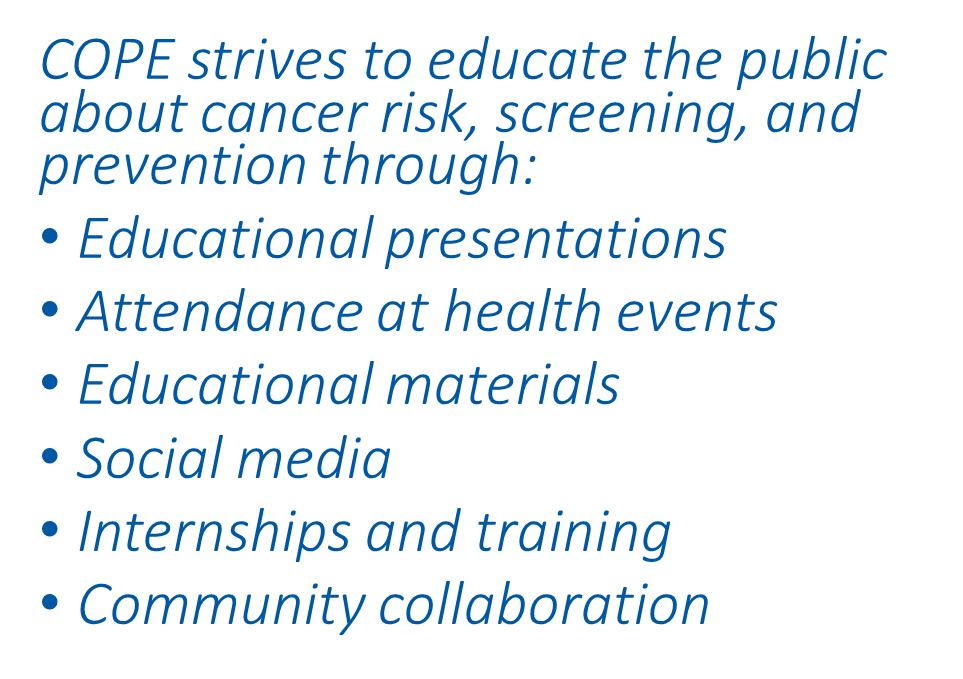 COPE strives to educate the public
about cancer risk, screening, and
prevention through:
• Educational presentations
• Attendance at health events
• Educational materials
• Social media
• Internships and training
• Community collaboration